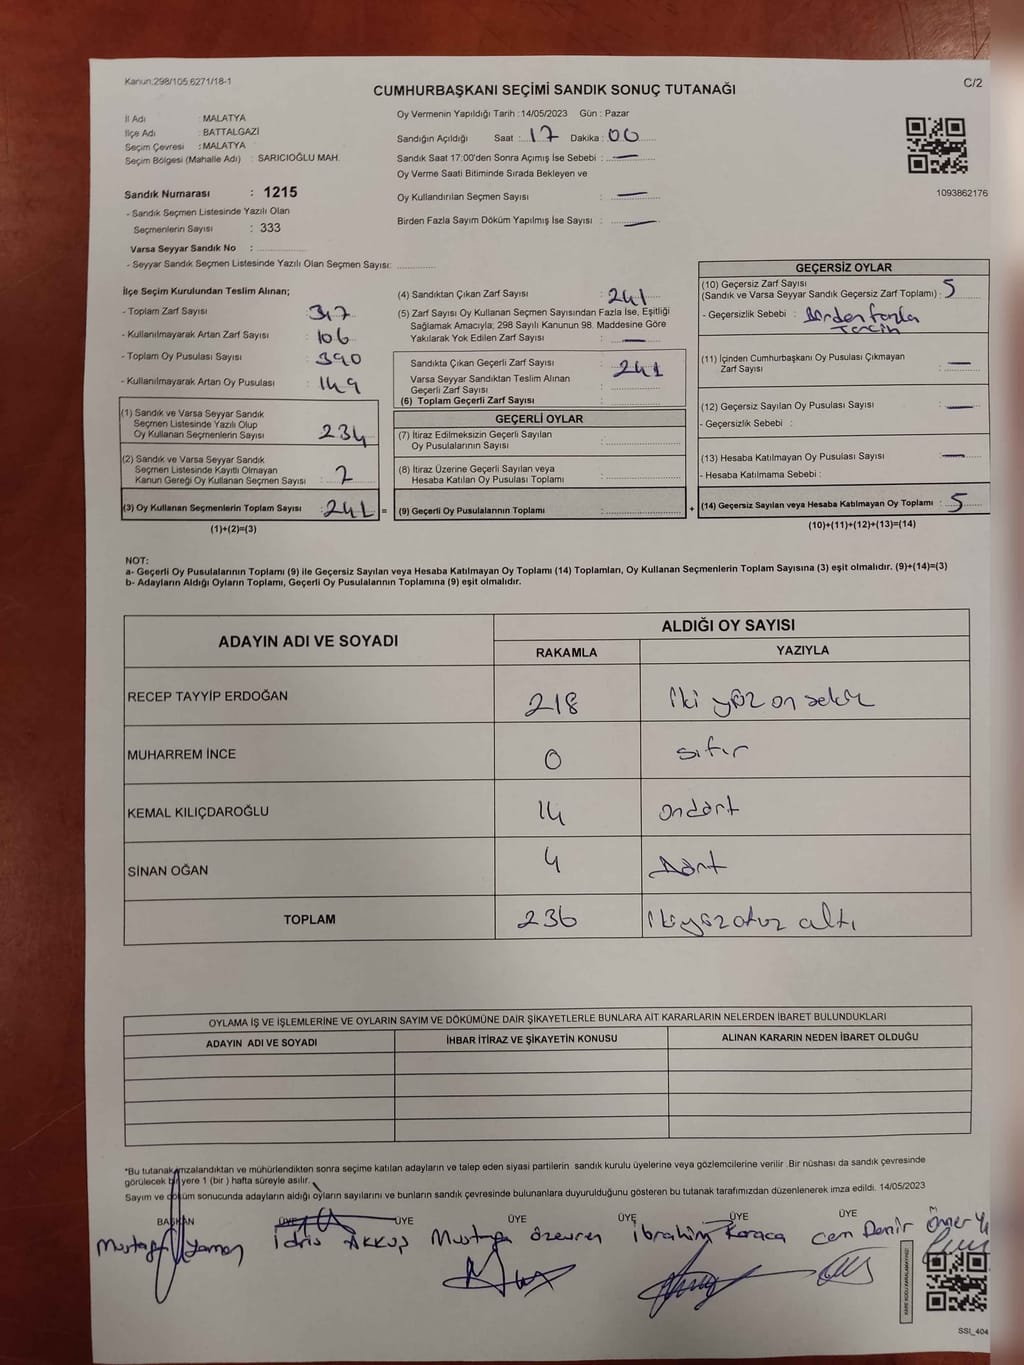 Kanun:298/105,6271/18-1
C/2
CUMHURBAŞKANI SEÇİMİ SANDIK SONUÇ TUTANAĞI
İl Adı : MALATYA
İlçe Adı : BATTALGAZİ
Seçim Çevresi : MALATYA
Seçim Bölgesi (Mahalle Adı) : SARICIOĞLU MAH.
Sandık Numarası : 1215
- Sandık Seçmen Listesinde Yazılı Olan
Seçmenlerin Sayısı : 333
Varsa Seyyar Sandık No :
- Seyyar Sandık Seçmen Listesinde Yazılı Olan Seçmen Sayısı:
Oy Vermenin Yapıldığı Tarih : 14/05/2023 Gün : Pazar
Sandığın Açıldığı Saat : 17 Dakika : 00
Sandık Saat 17:00'den Sonra Açımış İse Sebebi : —
Oy Verme Saati Bitiminde Sırada Bekleyen ve
Oy Kullandırılan Seçmen Sayısı : —
Birden Fazla Sayım Döküm Yapılmış İse Sayısı : —
1093862176
İlçe Seçim Kurulundan Teslim Alınan;
- Toplam Zarf Sayısı : 347
- Kullanılmayarak Artan Zarf Sayısı : 106
- Toplam Oy Pusulası Sayısı : 390
- Kullanılmayarak Artan Oy Pusulası : 149
(1) Sandık ve Varsa Seyyar Sandık
Seçmen Listesinde Yazılı Olup
Oy Kullanan Seçmenlerin Sayısı : 234
(2) Sandık ve Varsa Seyyar Sandık
Seçmen Listesinde Kayıtlı Olmayan
Kanun Gereği Oy Kullanan Seçmen Sayısı : 7
(3) Oy Kullanan Seçmenlerin Toplam Sayısı : 241 =
(1)+(2)=(3)
(4) Sandıktan Çıkan Zarf Sayısı : 241
(5) Zarf Sayısı Oy Kullanan Seçmen Sayısından Fazla İse, Eşitliği
Sağlamak Amacıyla; 298 Sayılı Kanunun 98. Maddesine Göre
Yakılarak Yok Edilen Zarf Sayısı : —
Sandıkta Çıkan Geçerli Zarf Sayısı : 241
Varsa Seyyar Sandıktan Teslim Alınan
Geçerli Zarf Sayısı :
(6) Toplam Geçerli Zarf Sayısı :
GEÇERLİ OYLAR
(7) İtiraz Edilmeksizin Geçerli Sayılan
Oy Pusulalarının Sayısı :
(8) İtiraz Üzerine Geçerli Sayılan veya
Hesaba Katılan Oy Pusulası Toplamı :
(9) Geçerli Oy Pusulalarının Toplamı : +
GEÇERSİZ OYLAR
(10) Geçersiz Zarf Sayısı
(Sandık ve Varsa Seyyar Sandık Geçersiz Zarf Toplamı) : 5
- Geçersizlik Sebebi : Birden fazla
tercih
(11) İçinden Cumhurbaşkanı Oy Pusulası Çıkmayan
Zarf Sayısı : —
(12) Geçersiz Sayılan Oy Pusulası Sayısı : —
- Geçersizlik Sebebi :
(13) Hesaba Katılmayan Oy Pusulası Sayısı : —
- Hesaba Katılmama Sebebi :
(14) Geçersiz Sayılan veya Hesaba Katılmayan Oy Toplamı : 5
(10)+(11)+(12)+(13)=(14)
NOT:
a- Geçerli Oy Pusulalarının Toplamı (9) ile Geçersiz Sayılan veya Hesaba Katılmayan Oy Toplamı (14) Toplamları, Oy Kullanan Seçmenlerin Toplam Sayısına (3) eşit olmalıdır. (9)+(14)=(3)
b- Adayların Aldığı Oyların Toplamı, Geçerli Oy Pusulalarının Toplamına (9) eşit olmalıdır.
ADAYIN ADI VE SOYADI
ALDIĞI OY SAYISI
RAKAMLA YAZIYLA
RECEP TAYYİP ERDOĞAN 218 İki yüz on sekiz
MUHARREM İNCE 0 sıfır
KEMAL KILIÇDAROĞLU 14 ondört
SİNAN OĞAN 4 Dört
TOPLAM 236 İkiyüzotuz altı
OYLAMA İŞ VE İŞLEMLERİNE VE OYLARIN SAYIM VE DÖKÜMÜNE DAİR ŞİKAYETLERLE BUNLARA AİT KARARLARIN NELERDEN İBARET BULUNDUKLARI
ADAYIN ADI VE SOYADI İHBAR İTİRAZ VE ŞİKAYETİN KONUSU ALINAN KARARIN NEDEN İBARET OLDUĞU
*Bu tutanak imzalandıktan ve mühürlendikten sonra seçime katılan adayların ve talep eden siyasi partilerin sandık kurulu üyelerine veya gözlemcilerine verilir. Bir nüshası da sandık çevresinde
görülecek bir yere 1 (bir) hafta süreyle asılır.
Sayım ve döküm sonucunda adayların aldığı oyların sayılarını ve bunların sandık çevresinde bulunanlara duyurulduğunu gösteren bu tutanak tarafımızdan düzenlenerek imza edildi. 14/05/2023
BAŞKAN ÜYE ÜYE ÜYE ÜYE ÜYE ÜYE
Mustafa Yaman İdris AKKUŞ Mustafa Özevren İbrahim Karaca Cem Demir Ömer
SSI_404